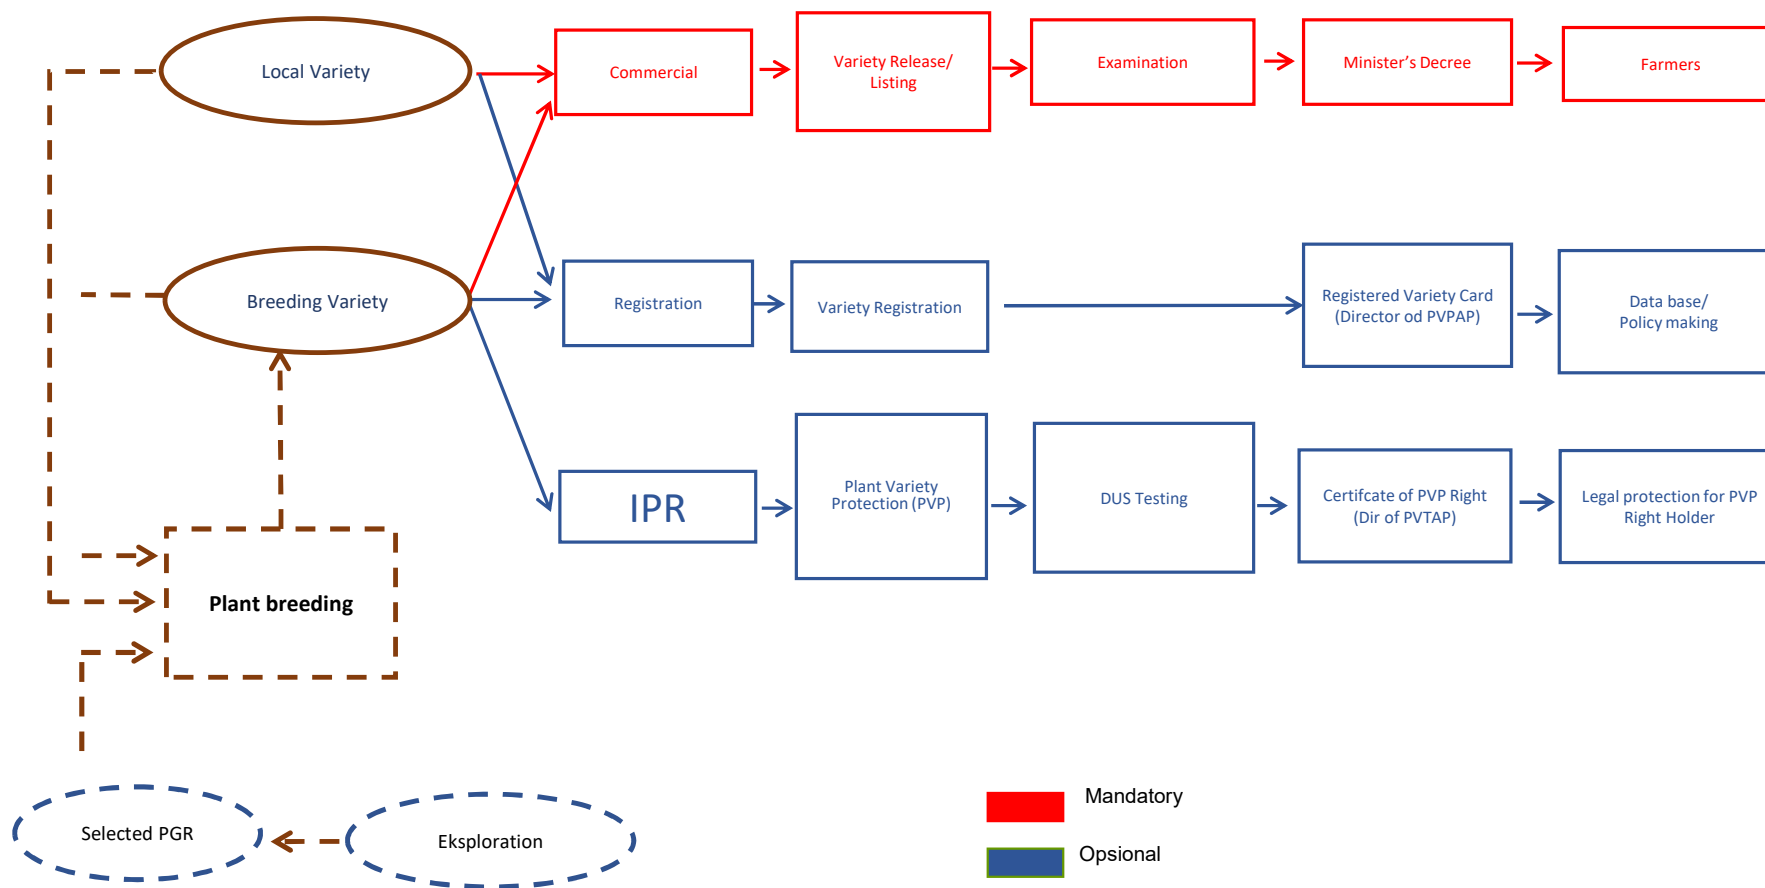 Local Variety
Commercial
Variety Release/
Listing
Examination
Minister's Decree
Farmers
Breeding Variety
Registration
Variety Registration
Registered Variety Card
(Director od PVPAP)
Data base/
Policy making
IPR
Plant Variety
Protection (PVP)
DUS Testing
Certifcate of PVP Right
(Dir of PVTAP)
Legal protection for PVP
Right Holder
Plant breeding
Selected PGR
Eksploration
Mandatory
Opsional